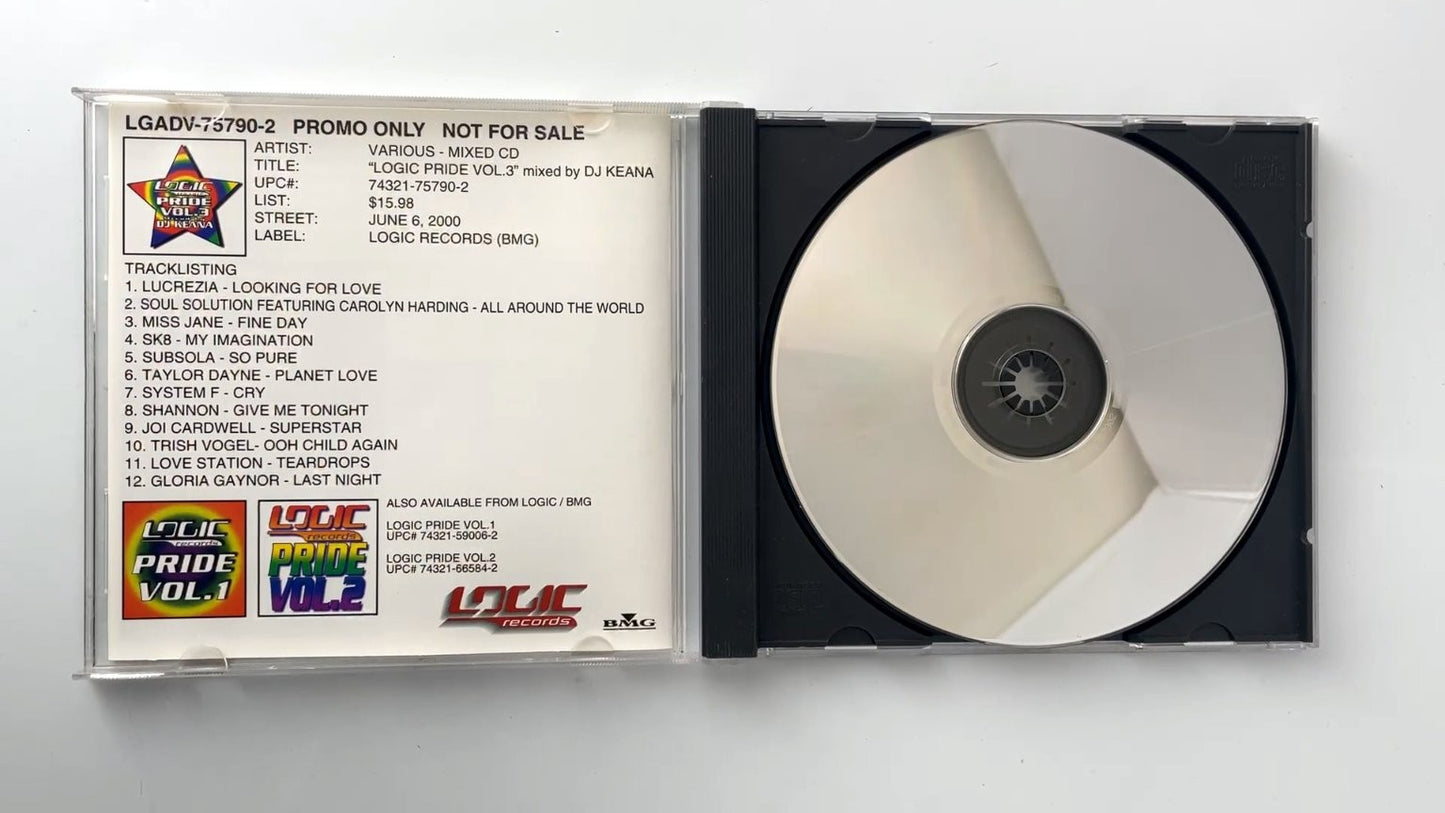 LGADV-75790-2 PROMO ONLY NOT FOR SALE
LOGIC
PRIDE
VOL.3
DJ KEANA
ARTIST: VARIOUS - MIXED CD
TITLE: “LOGIC PRIDE VOL.3” mixed by DJ KEANA
UPC#: 74321-75790-2
LIST: $15.98
STREET: JUNE 6, 2000
LABEL: LOGIC RECORDS (BMG)
TRACKLISTING
1. LUCREZIA - LOOKING FOR LOVE
2. SOUL SOLUTION FEATURING CAROLYN HARDING - ALL AROUND THE WORLD
3. MISS JANE - FINE DAY
4. SK8 - MY IMAGINATION
5. SUBSOLA - SO PURE
6. TAYLOR DAYNE - PLANET LOVE
7. SYSTEM F - CRY
8. SHANNON - GIVE ME TONIGHT
9. JOI CARDWELL - SUPERSTAR
10. TRISH VOGEL- OOH CHILD AGAIN
11. LOVE STATION - TEARDROPS
12. GLORIA GAYNOR - LAST NIGHT
LOGIC
records
PRIDE
VOL.1
LOGIC
records
PRIDE
VOL.2
ALSO AVAILABLE FROM LOGIC / BMG
LOGIC PRIDE VOL.1
UPC# 74321-59006-2
LOGIC PRIDE VOL.2
UPC# 74321-66584-2
LOGIC
records
BMG